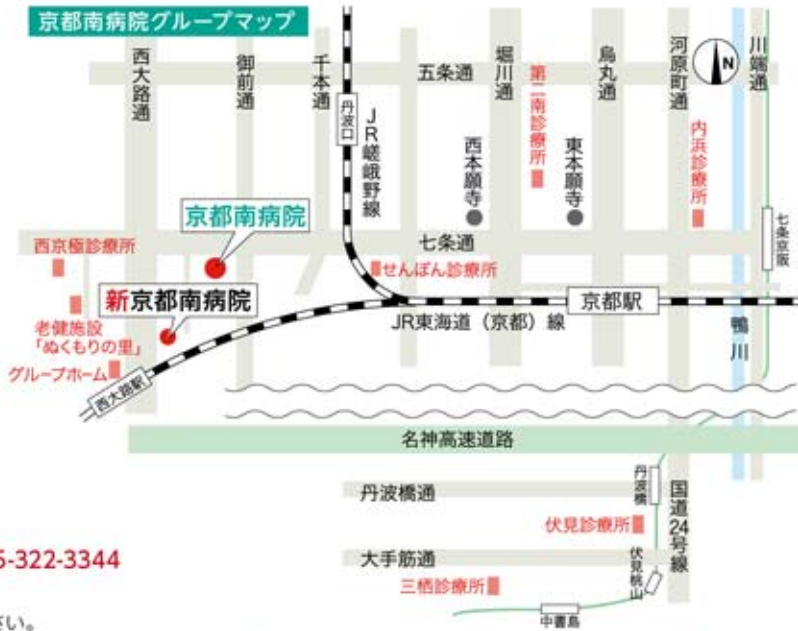 京都南病院グループマップ
西大路通
御前通
千本通
丹波口
JR嵯峨野線
五条通
堀川通
第二南診療所
烏丸通
河原町通
N
川端通
内浜診療所
西本願寺
東本願寺
京都南病院
七条通
七条京阪
西京極診療所
せんぽん診療所
新京都南病院
京都駅
JR東海道（京都）線
鴨川
老健施設
「ぬくもりの里」
グループホーム
西大路駅
名神高速道路
丹波橋通
丹波橋
国道24号線
伏見診療所
5-322-3344
大手筋通
伏見桃山
三栖診療所
中書島
さい。